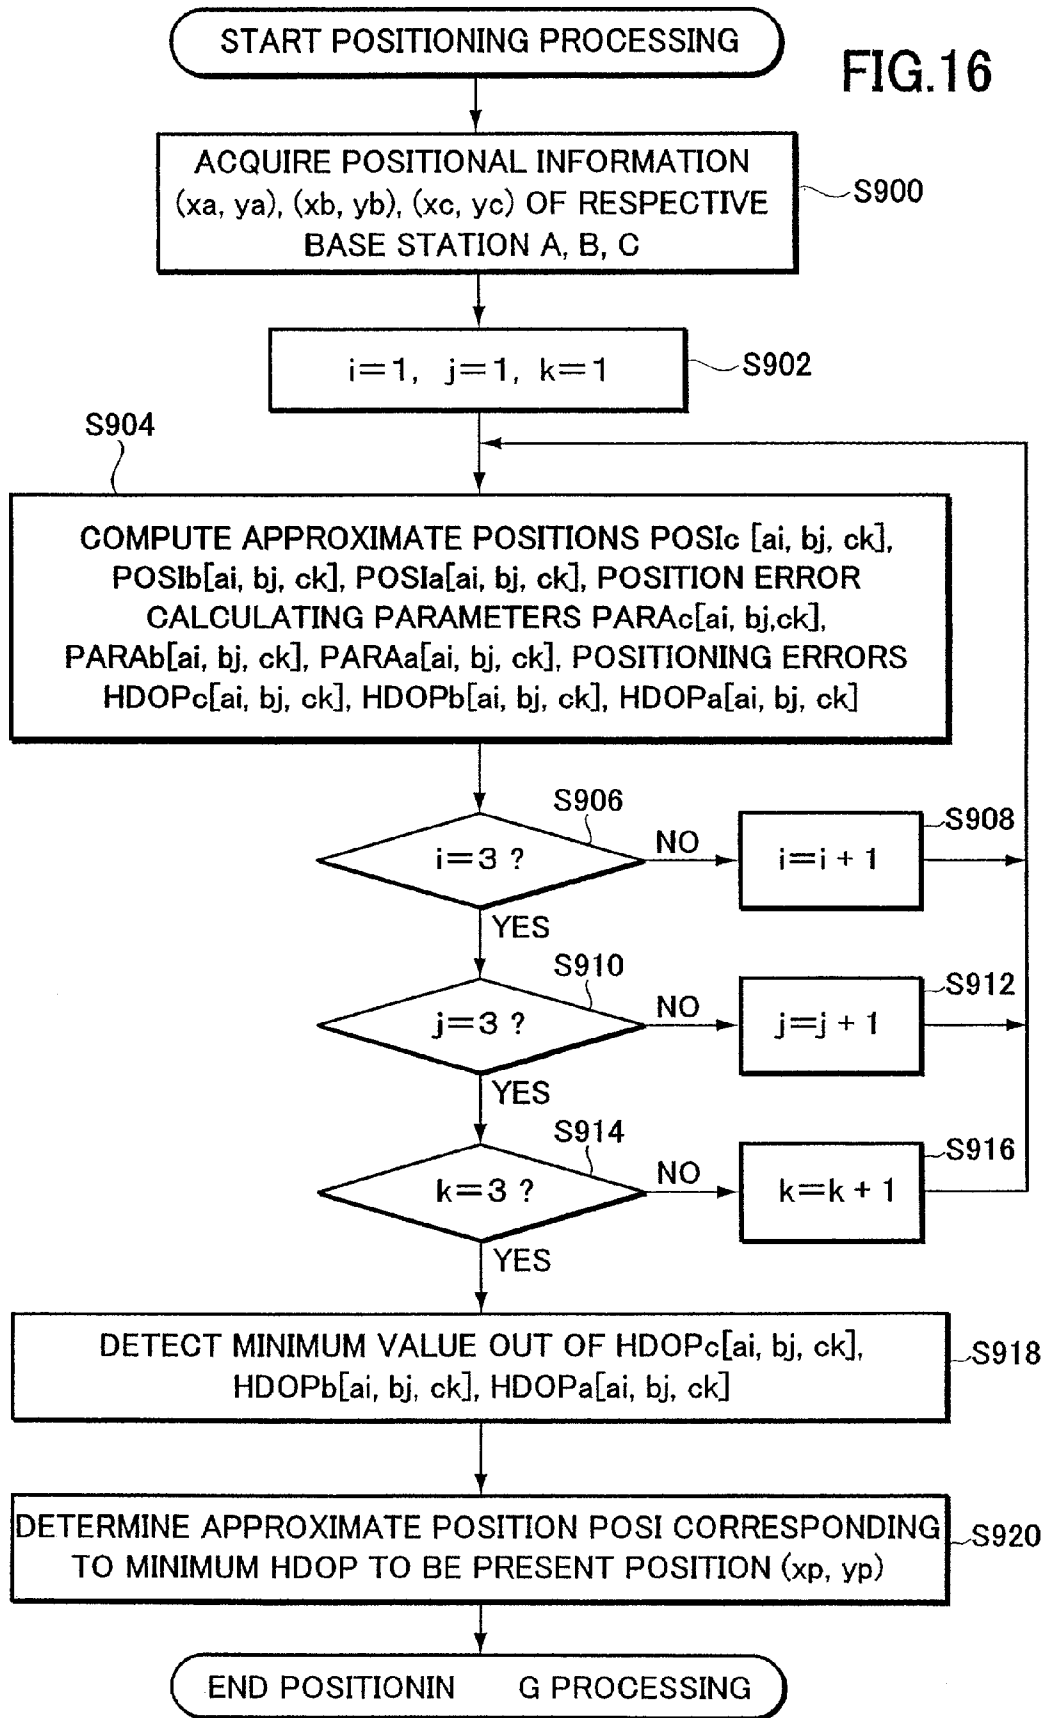 START POSITIONING PROCESSING
FIG.16
ACQUIRE POSITIONAL INFORMATION
(xa, ya), (xb, yb), (xc, yc) OF RESPECTIVE
BASE STATION A, B, C
S900
i=1, j=1, k=1
S902
S904
COMPUTE APPROXIMATE POSITIONS POSIc [ai, bj, ck],
POSIb[ai, bj, ck], POSIa[ai, bj, ck], POSITION ERROR
CALCULATING PARAMETERS PARAc[ai, bj,ck],
PARAb[ai, bj, ck], PARAa[ai, bj, ck], POSITIONING ERRORS
HDOPc[ai, bj, ck], HDOPb[ai, bj, ck], HDOPa[ai, bj, ck]
S906
i=3 ?
NO
S908
i=i + 1
YES
S910
j=3 ?
NO
S912
j=j + 1
YES
S914
k=3 ?
NO
S916
k=k + 1
YES
DETECT MINIMUM VALUE OUT OF HDOPc[ai, bj, ck],
HDOPb[ai, bj, ck], HDOPa[ai, bj, ck]
S918
DETERMINE APPROXIMATE POSITION POSI CORRESPONDING
TO MINIMUM HDOP TO BE PRESENT POSITION (xp, yp)
S920
END POSITIONIN G PROCESSING